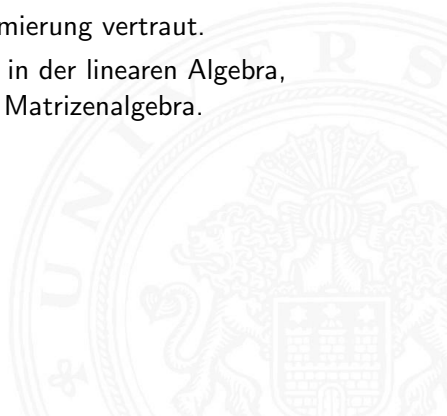 mierung vertraut.
in der linearen Algebra,
Matrizenalgebra.
U N I V E R S